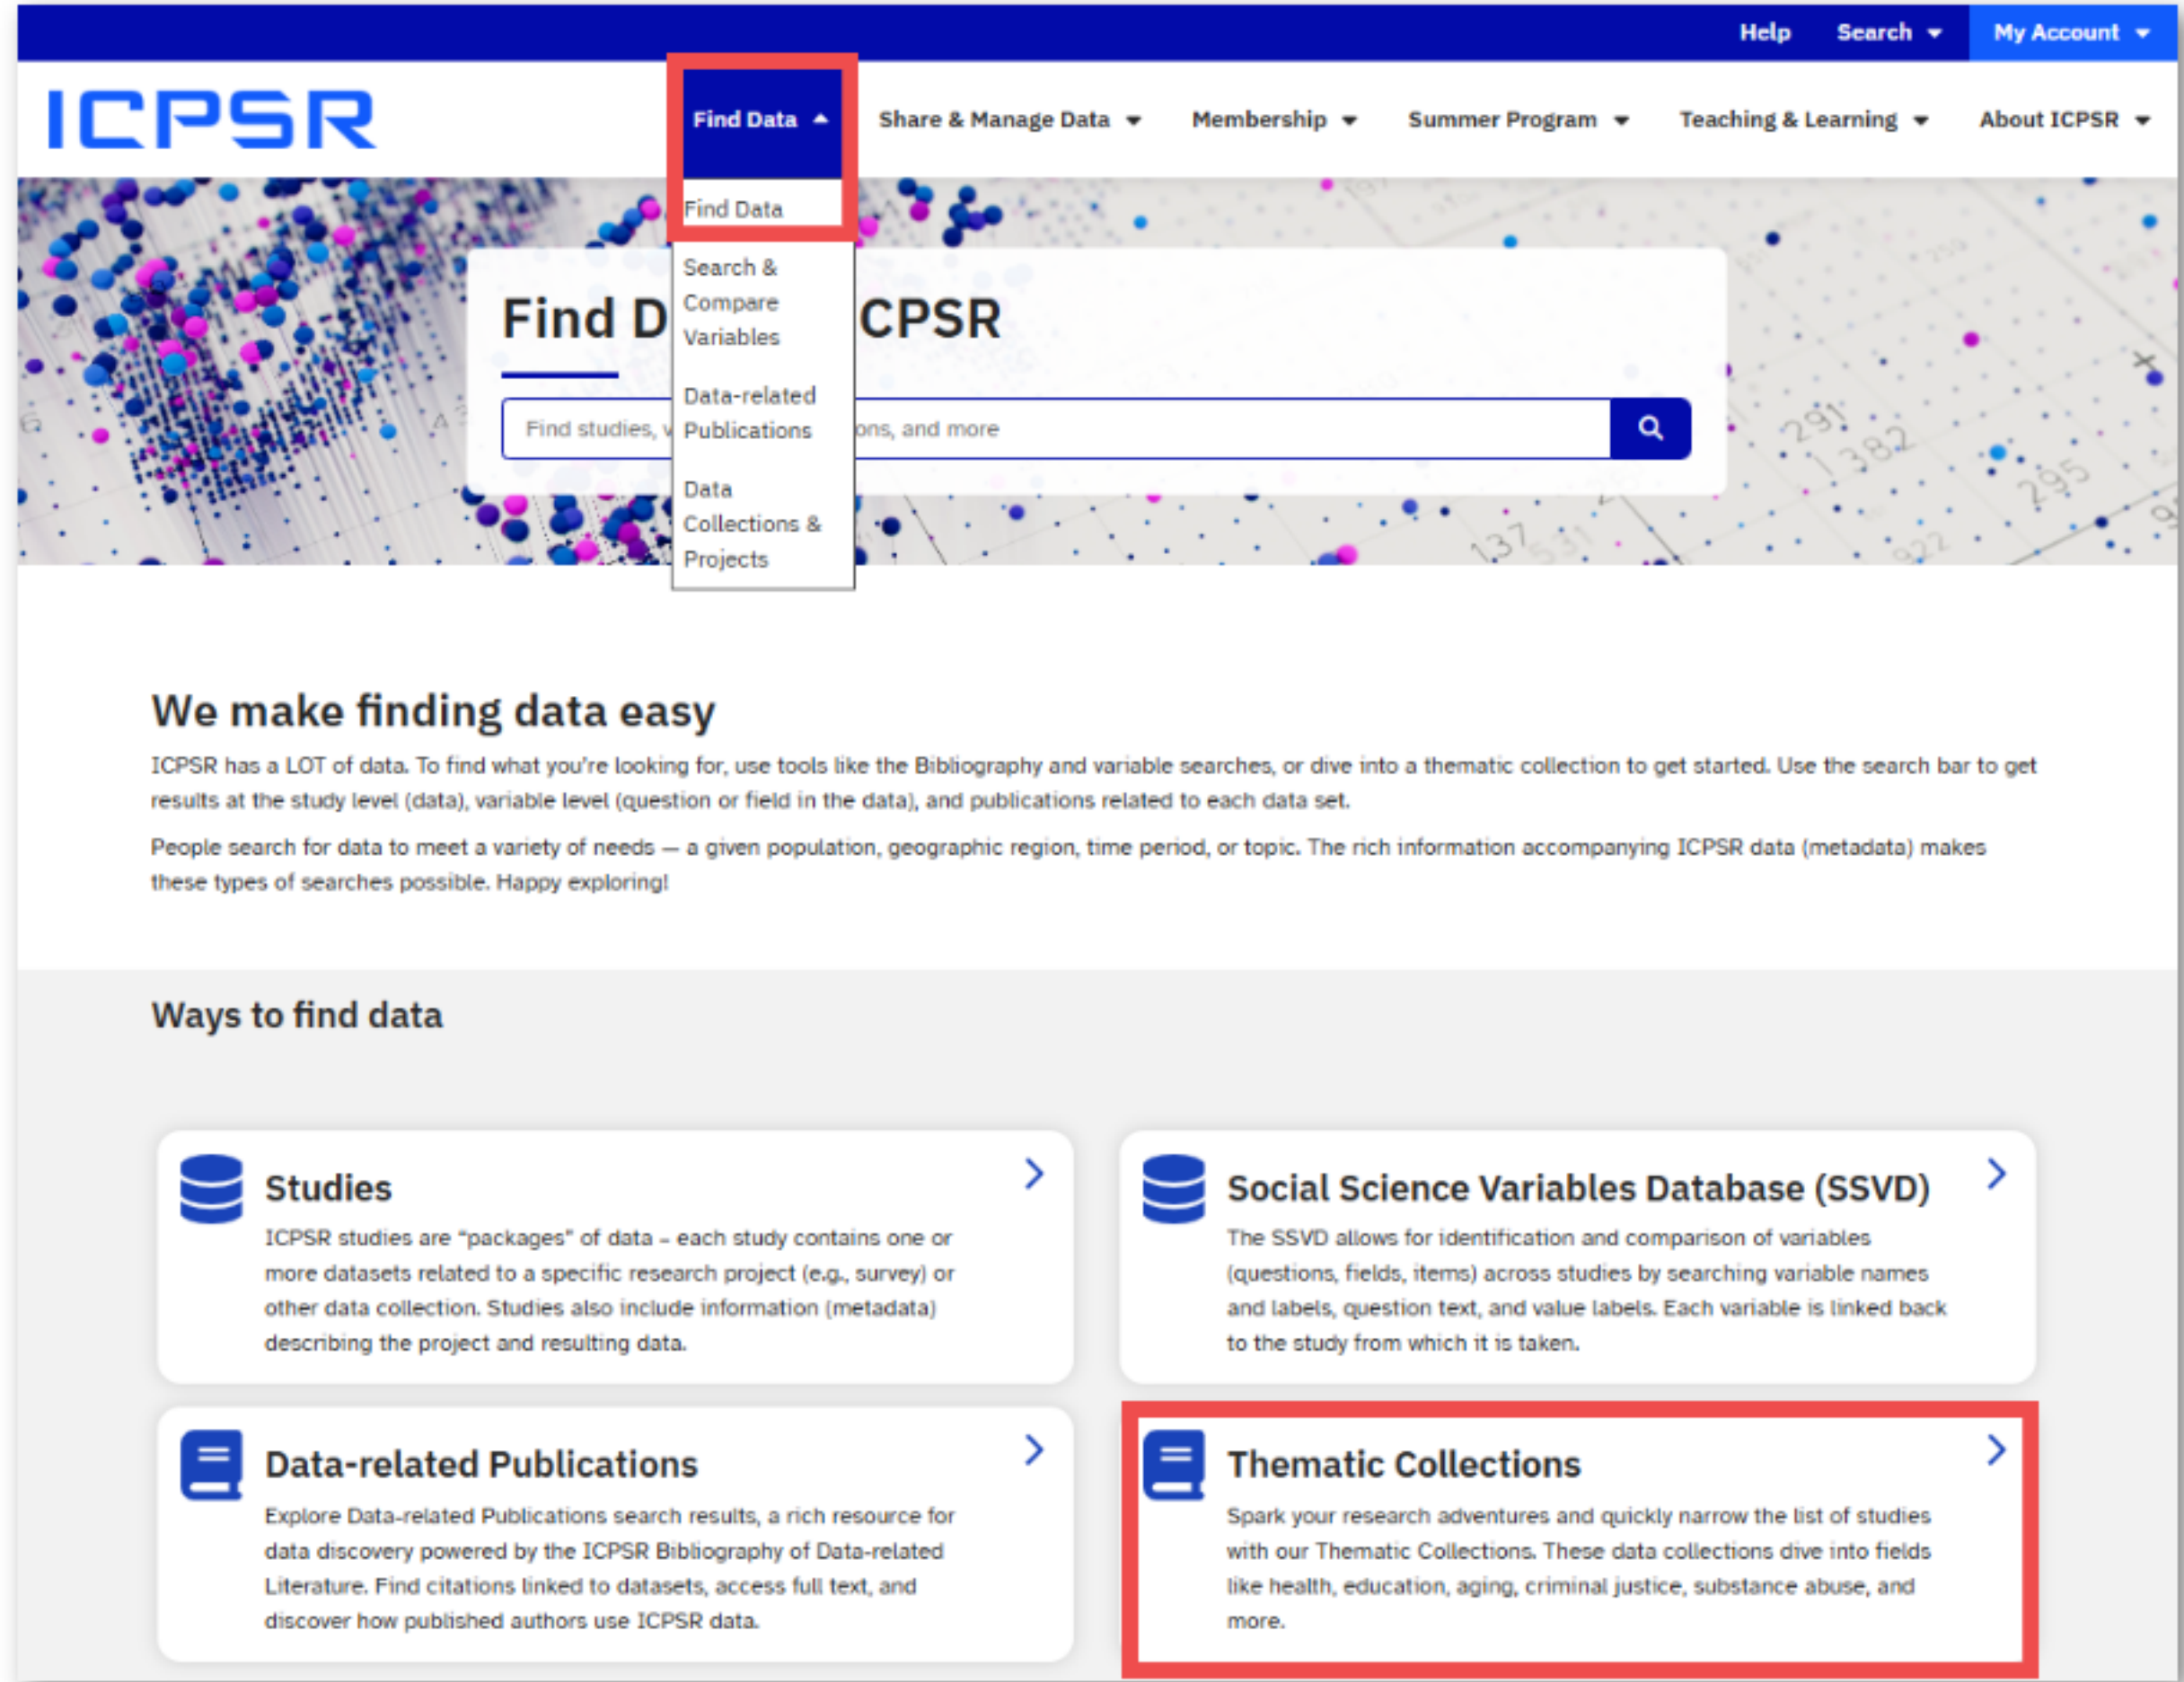 Help Search My Account
ICPSR
Find Data Share & Manage Data Membership Summer Program Teaching & Learning About ICPSR
Find Data
Search &
Compare
Variables
Data-related
Publications
Data
Collections &
Projects
Find D CPSR
Find studies, v ons, and more
291
1382
295
137
531
922
We make finding data easy
ICPSR has a LOT of data. To find what you're looking for, use tools like the Bibliography and variable searches, or dive into a thematic collection to get started. Use the search bar to get
results at the study level (data), variable level (question or field in the data), and publications related to each data set.
People search for data to meet a variety of needs — a given population, geographic region, time period, or topic. The rich information accompanying ICPSR data (metadata) makes
these types of searches possible. Happy exploring!
Ways to find data
Studies
ICPSR studies are “packages” of data – each study contains one or
more datasets related to a specific research project (e.g., survey) or
other data collection. Studies also include information (metadata)
describing the project and resulting data.
Social Science Variables Database (SSVD)
The SSVD allows for identification and comparison of variables
(questions, fields, items) across studies by searching variable names
and labels, question text, and value labels. Each variable is linked back
to the study from which it is taken.
Data-related Publications
Explore Data-related Publications search results, a rich resource for
data discovery powered by the ICPSR Bibliography of Data-related
Literature. Find citations linked to datasets, access full text, and
discover how published authors use ICPSR data.
Thematic Collections
Spark your research adventures and quickly narrow the list of studies
with our Thematic Collections. These data collections dive into fields
like health, education, aging, criminal justice, substance abuse, and
more.